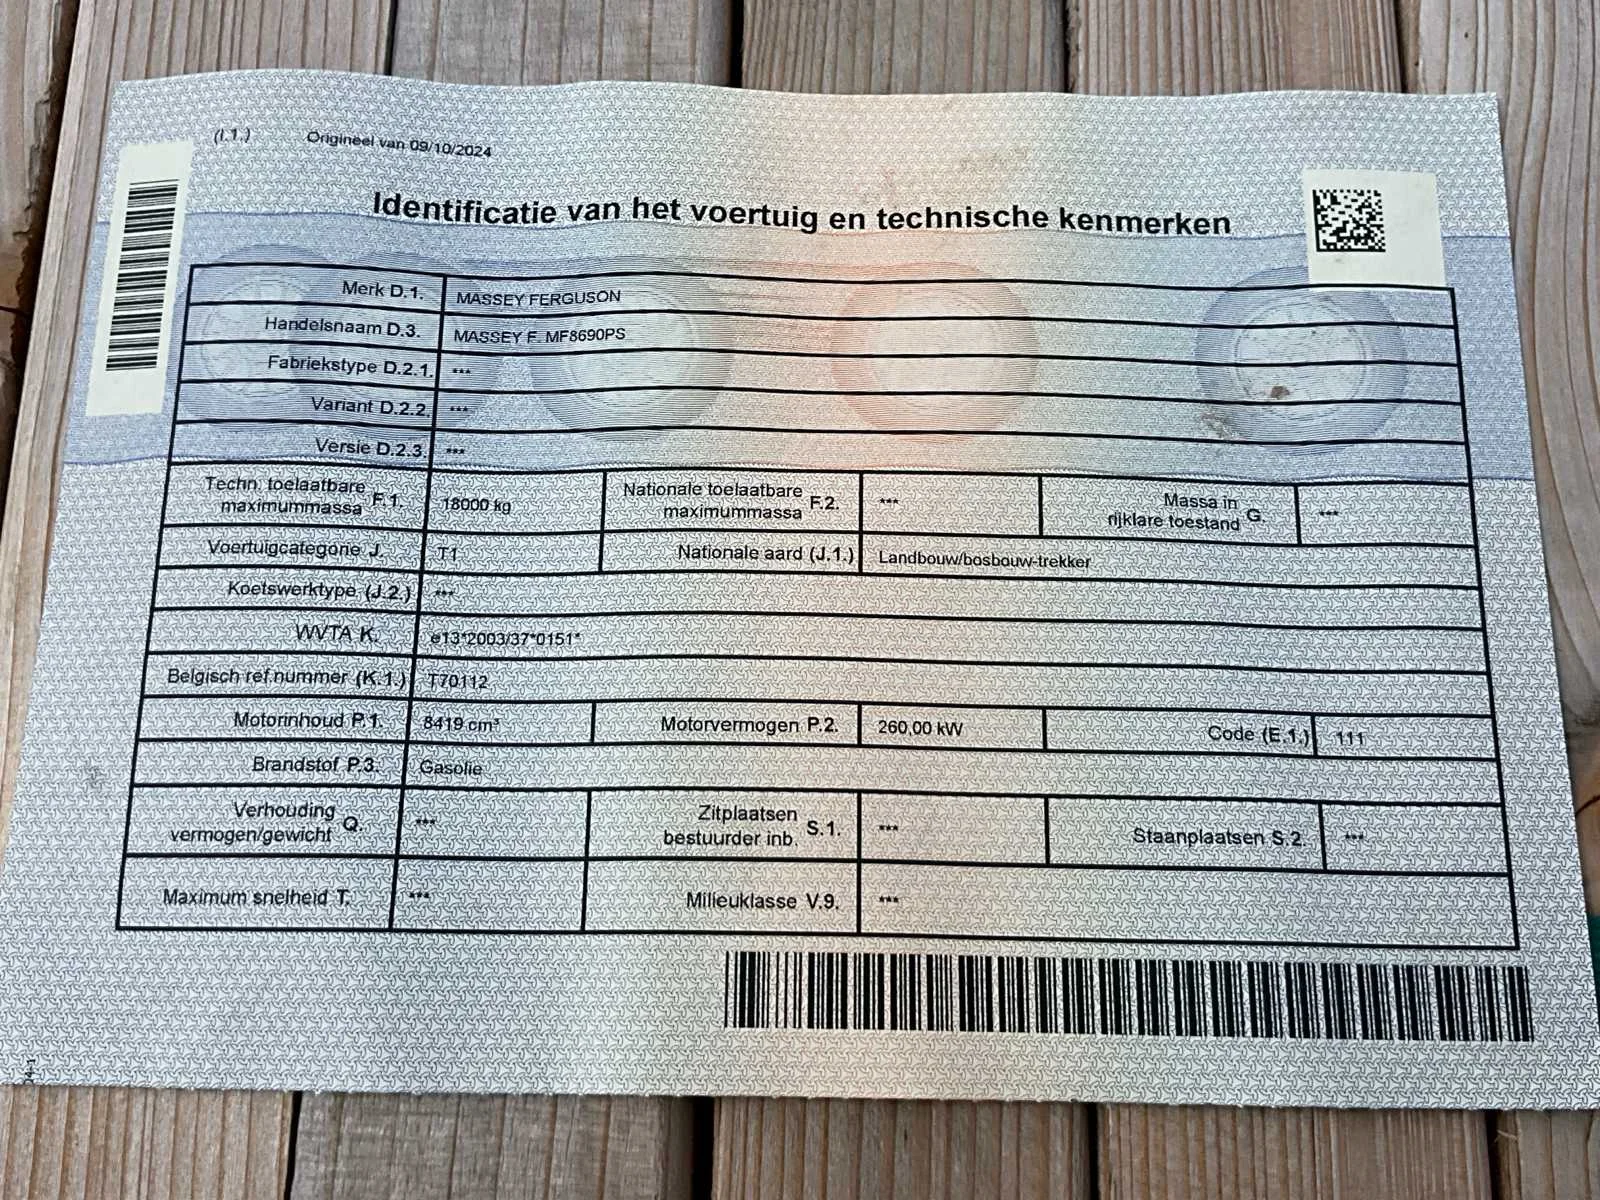 (I.1.) Origineel van 09/10/2024
Identificatie van het voertuig en technische kenmerken
Merk D.1. MASSEY FERGUSON
Handelsnaam D.3. MASSEY F. MF8690PS
Fabriekstype D.2.1. ***
Variant D.2.2. ***
Versie D.2.3. ***
Techn. toelaatbare maximummassa F.1. 18000 kg Nationale toelaatbare maximummassa F.2. *** Massa in rijklare toestand G. ***
Voertuigcategorie J. T1 Nationale aard (J.1.) Landbouw/bosbouw-trekker
Koetswerktype (J.2.) ***
WVTA K. e13*2003/37*0151*
Belgisch ref.nummer (K.1.) T70112
Motorinhoud P.1. 8419 cm³ Motorvermogen P.2. 260,00 kW Code (E.1.) 111
Brandstof P.3. Gasolie
Verhouding vermogen/gewicht Q. *** Zitplaatsen bestuurder inb. S.1. *** Staanplaatsen S.2. ***
Maximum snelheid T. *** Milieuklasse V.9. ***